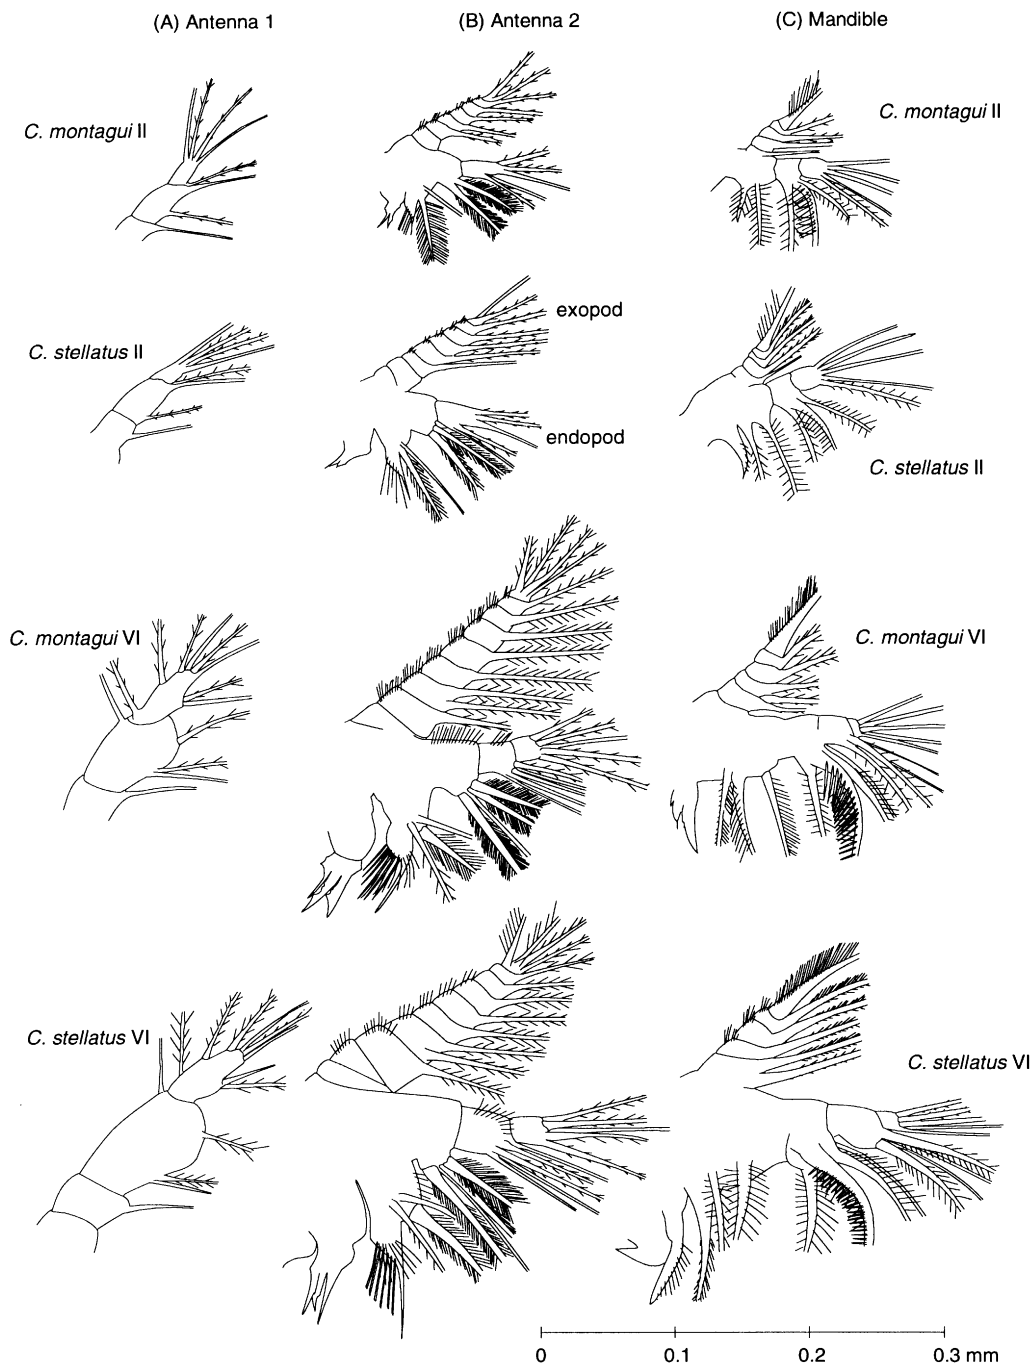 (A) Antenna 1
(B) Antenna 2
(C) Mandible
C. montagui II
C. montagui II
exopod
C. stellatus II
endopod
C. stellatus II
C. montagui VI
C. montagui VI
C. stellatus VI
C. stellatus VI
0 0.1 0.2 0.3 mm